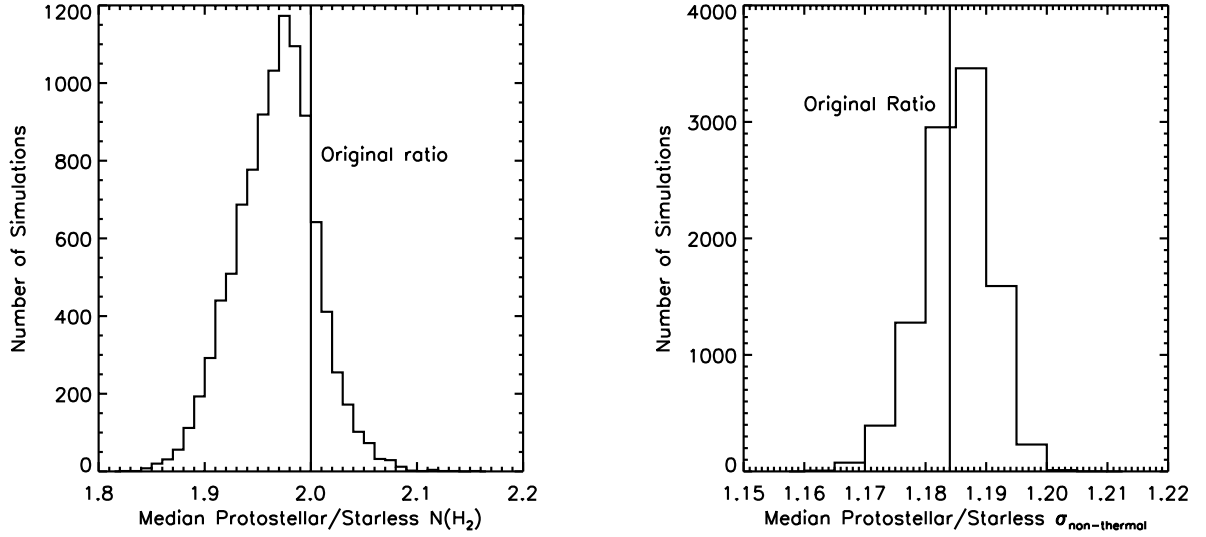 1200
1000
800
600
400
200
0
Number of Simulations
Original ratio
1.8 1.9 2.0 2.1 2.2
Median Protostellar/Starless N(H₂)
4000
3000
2000
1000
0
Number of Simulations
Original Ratio
1.15 1.16 1.17 1.18 1.19 1.20 1.21 1.22
Median Protostellar/Starless σnon-thermal